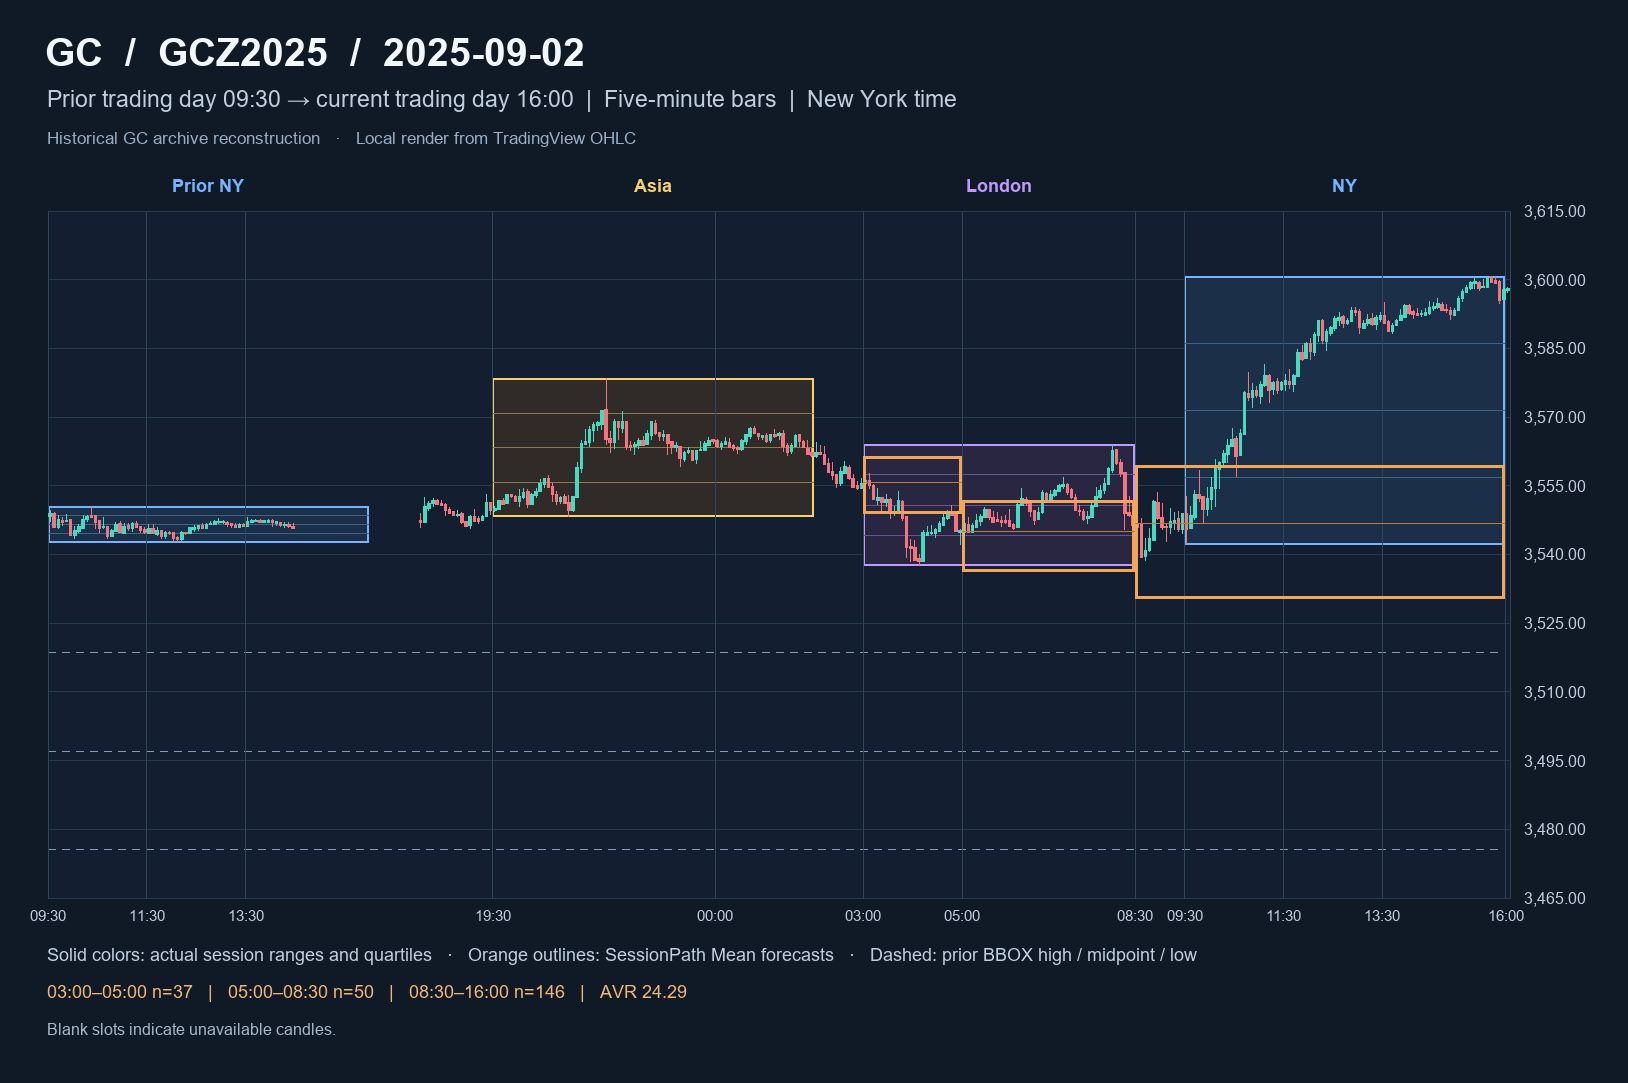 GC / GCZ2025 / 2025-09-02
Prior trading day 09:30 → current trading day 16:00 | Five-minute bars | New York time
Historical GC archive reconstruction · Local render from TradingView OHLC
Prior NY Asia London NY
3,615.00
3,600.00
3,585.00
3,570.00
3,555.00
3,540.00
3,525.00
3,510.00
3,495.00
3,480.00
3,465.00
09:30 11:30 13:30 19:30 00:00 03:00 05:00 08:30 09:30 11:30 13:30 16:00
Solid colors: actual session ranges and quartiles · Orange outlines: SessionPath Mean forecasts · Dashed: prior BBOX high / midpoint / low
03:00–05:00 n=37 | 05:00–08:30 n=50 | 08:30–16:00 n=146 | AVR 24.29
Blank slots indicate unavailable candles.